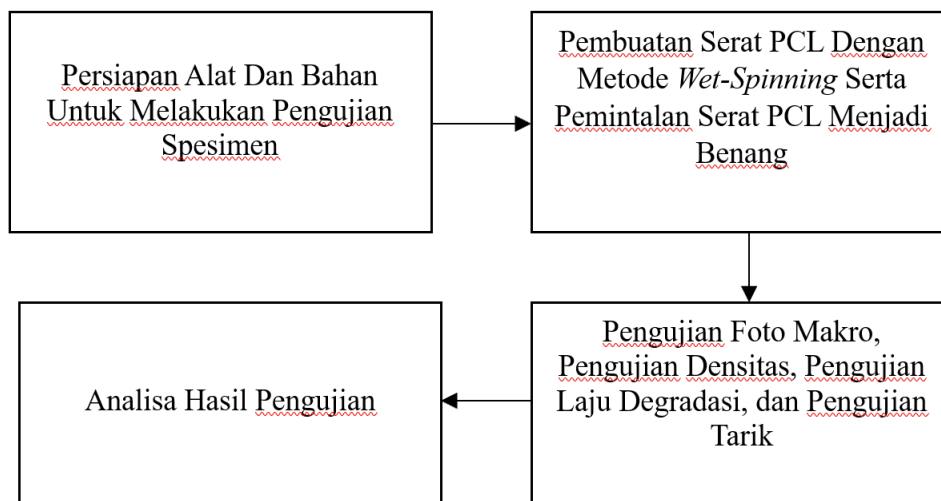 Persiapan Alat Dan Bahan
Untuk Melakukan Pengujian
Spesimen
Pembuatan Serat PCL Dengan
Metode Wet-Spinning Serta
Pemintalan Serat PCL Menjadi
Benang
Pengujian Foto Makro,
Pengujian Densitas, Pengujian
Laju Degradasi, dan Pengujian
Tarik
Analisa Hasil Pengujian